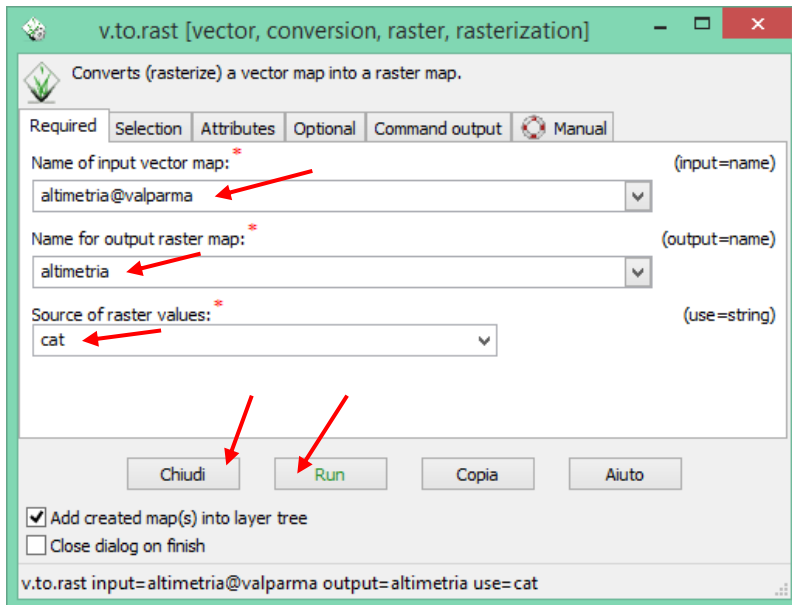 v.to.rast [vector, conversion, raster, rasterization]
Converts (rasterize) a vector map into a raster map.
Required Selection Attributes Optional Command output Manual
Name of input vector map:* (input=name)
altimetria@valparma
Name for output raster map:* (output=name)
altimetria
Source of raster values:* (use=string)
cat
Chiudi Run Copia Aiuto
Add created map(s) into layer tree
Close dialog on finish
v.to.rast input=altimetria@valparma output=altimetria use=cat